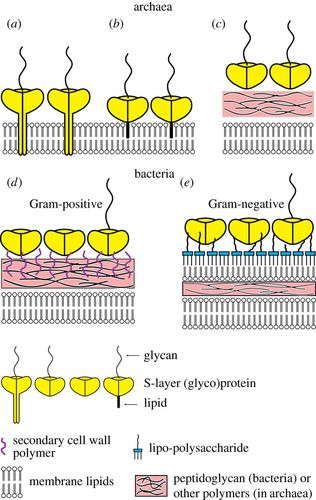 archaea
(a)
(b)
(c)
bacteria
(d)
(e)
Gram-positive
Gram-negative
glycan
S-layer (glyco)protein
lipid
secondary cell wall
polymer
lipo-polysaccharide
membrane lipids
peptidoglycan (bacteria) or
other polymers (in archaea)